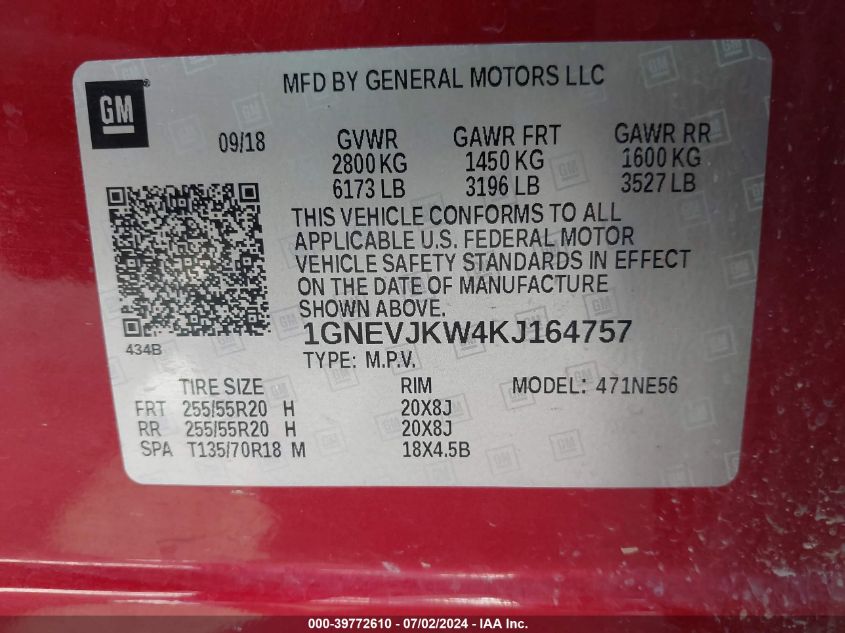 MFD BY GENERAL MOTORS LLC
GM
®
09/18 GVWR GAWR FRT GAWR RR
2800 KG 1450 KG 1600 KG
6173 LB 3196 LB 3527 LB
THIS VEHICLE CONFORMS TO ALL
APPLICABLE U.S. FEDERAL MOTOR
VEHICLE SAFETY STANDARDS IN EFFECT
ON THE DATE OF MANUFACTURE
SHOWN ABOVE.
434B
1GNEVJKW4KJ164757
TYPE: M.P.V.
TIRE SIZE RIM MODEL: 471NE56
FRT 255/55R20 H 20X8J
RR 255/55R20 H 20X8J
SPA T135/70R18 M 18X4.5B
000-39772610 - 07/02/2024 - IAA Inc.